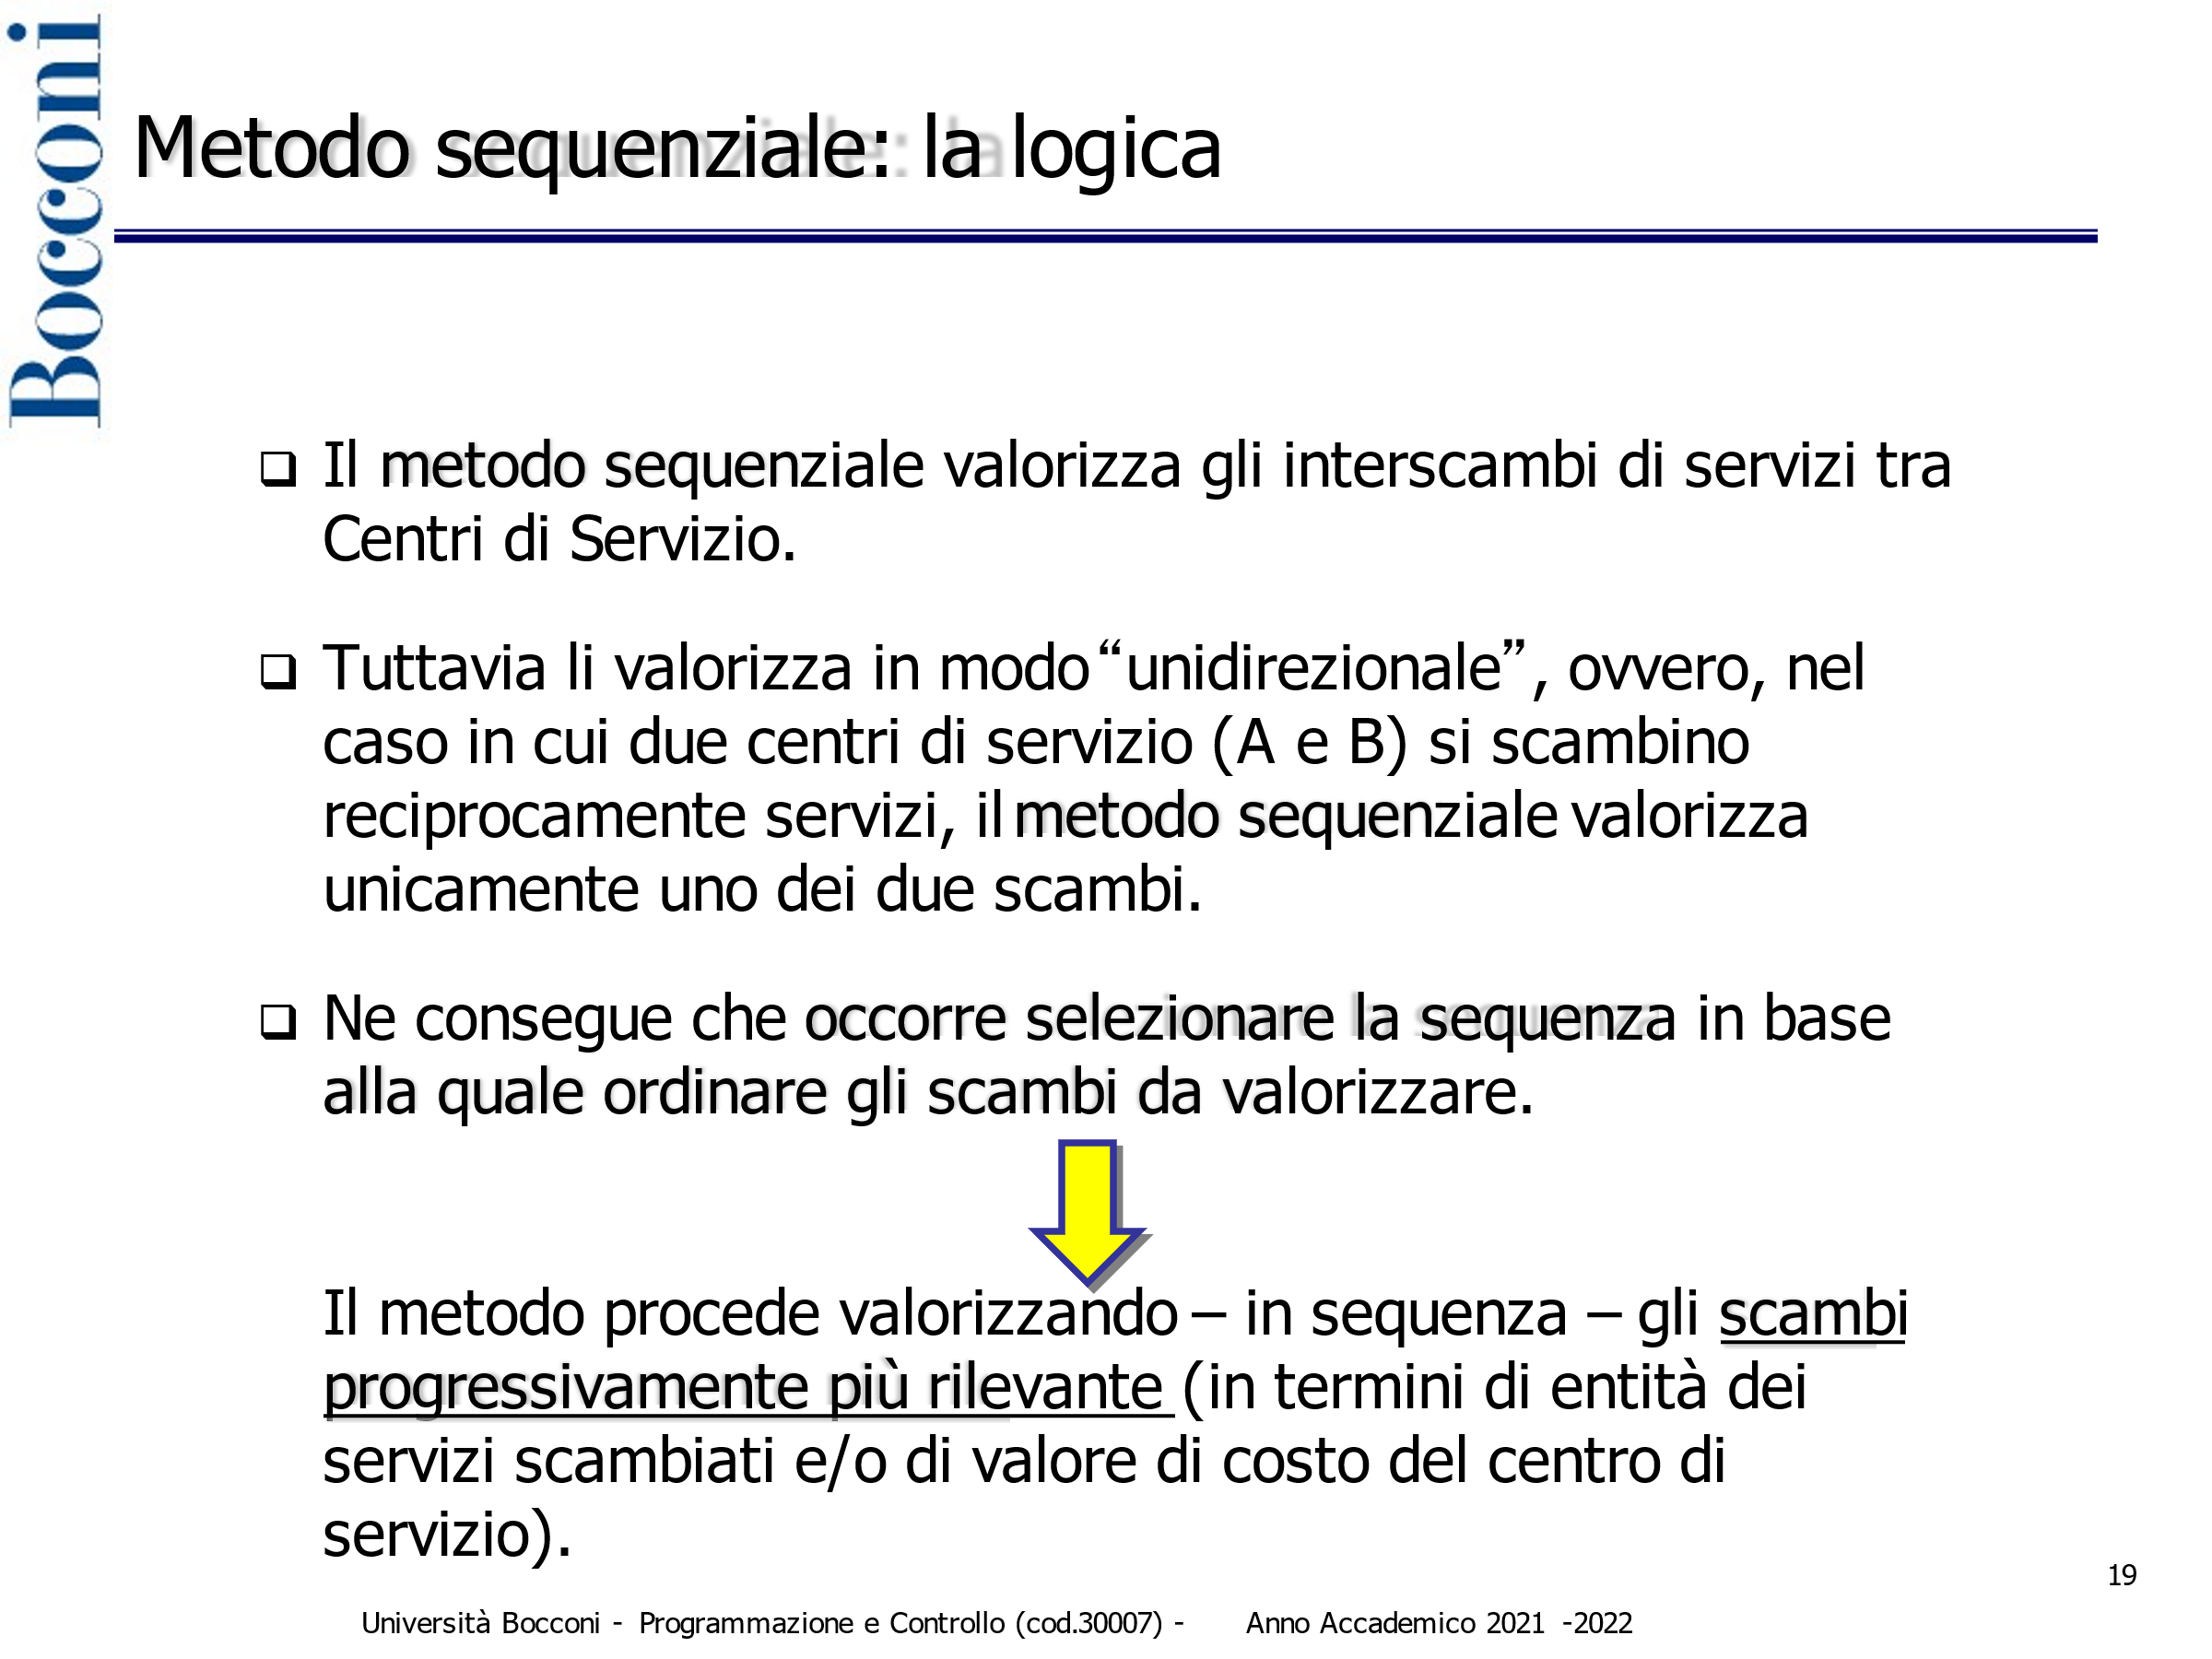 Bocconi
Metodo sequenziale: la logica
❑ Il metodo sequenziale valorizza gli interscambi di servizi tra
Centri di Servizio.
❑ Tuttavia li valorizza in modo “unidirezionale”, ovvero, nel
caso in cui due centri di servizio (A e B) si scambino
reciprocamente servizi, il metodo sequenziale valorizza
unicamente uno dei due scambi.
❑ Ne consegue che occorre selezionare la sequenza in base
alla quale ordinare gli scambi da valorizzare.
Il metodo procede valorizzando – in sequenza – gli scambi
progressivamente più rilevante (in termini di entità dei
servizi scambiati e/o di valore di costo del centro di
servizio).
19
Università Bocconi - Programmazione e Controllo (cod.30007) - Anno Accademico 2021 -2022